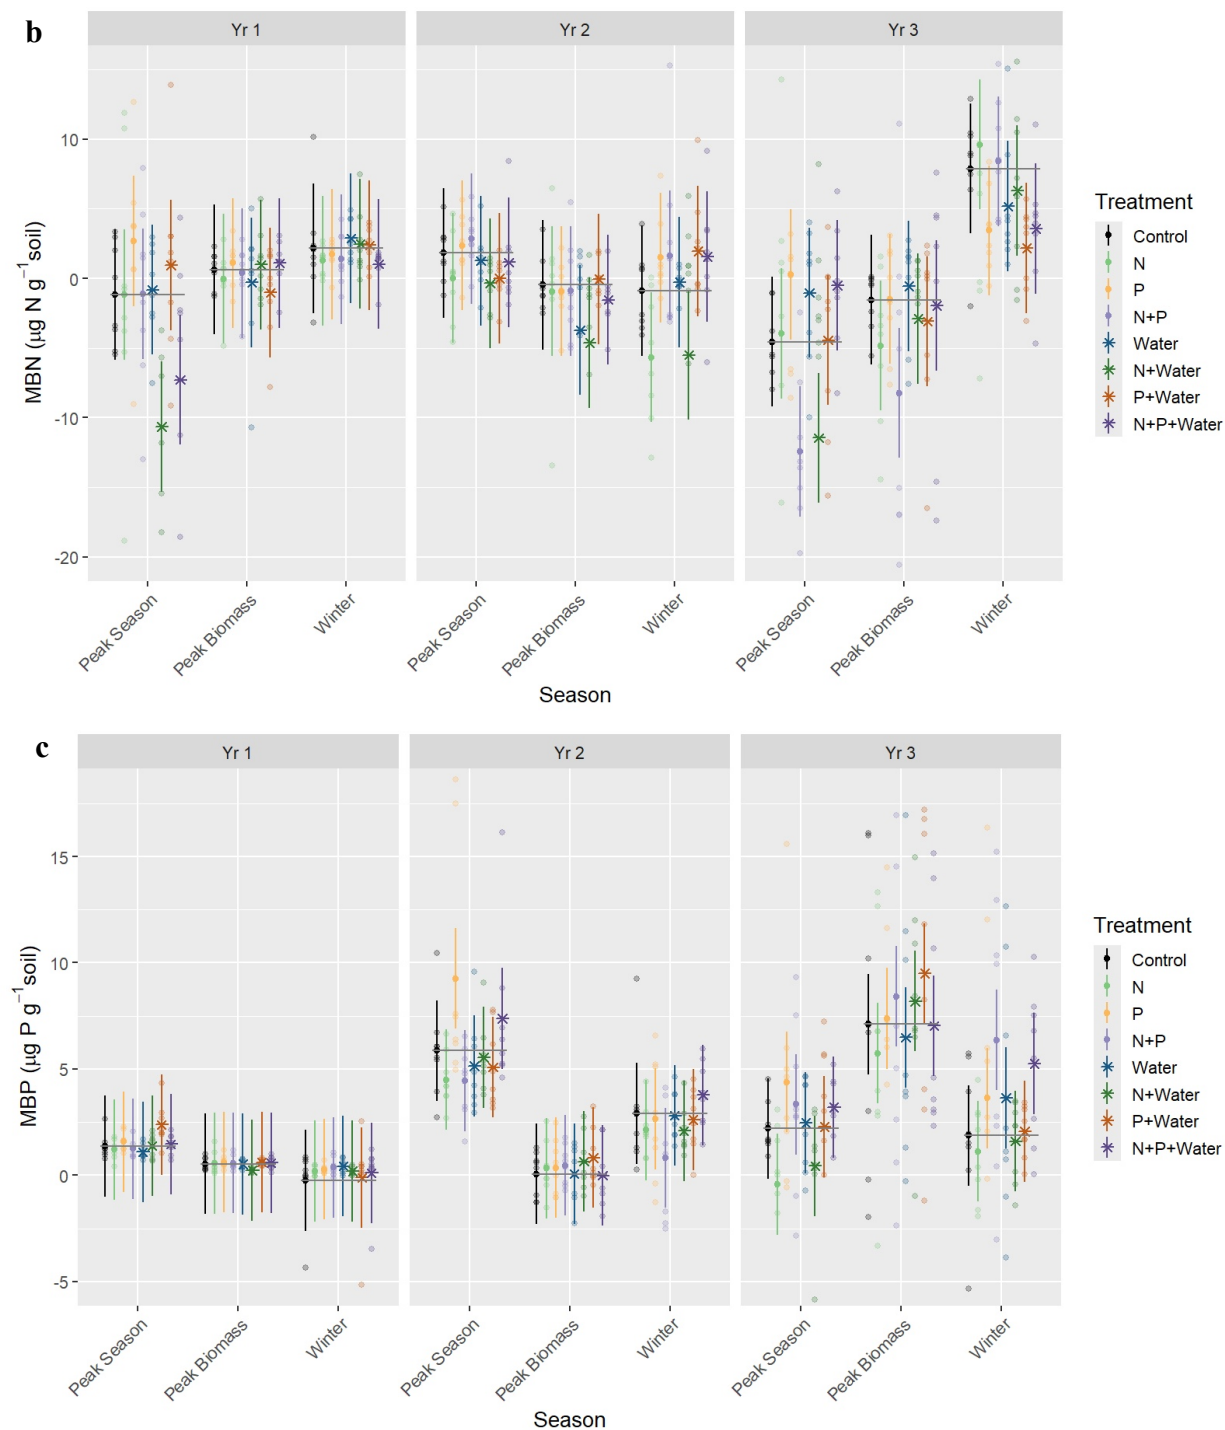 b
Yr 1
Yr 2
Yr 3
MBN (μg N g⁻¹soil)
10
0
-10
-20
Peak Season
Peak Biomass
Winter
Peak Season
Peak Biomass
Winter
Peak Season
Peak Biomass
Winter
Season
Treatment
Control
N
P
N+P
Water
N+Water
P+Water
N+P+Water
c
Yr 1
Yr 2
Yr 3
MBP (μg P g⁻¹soil)
15
10
5
0
-5
Peak Season
Peak Biomass
Winter
Peak Season
Peak Biomass
Winter
Peak Season
Peak Biomass
Winter
Season
Treatment
Control
N
P
N+P
Water
N+Water
P+Water
N+P+Water